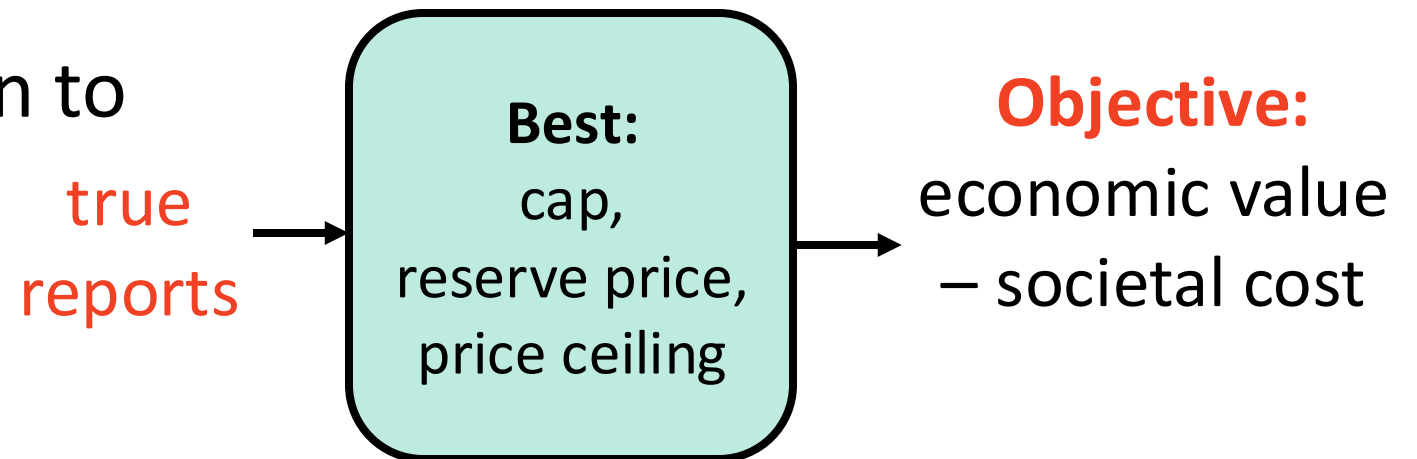 n to
true
reports
Best:
cap,
reserve price,
price ceiling
Objective:
economic value
– societal cost